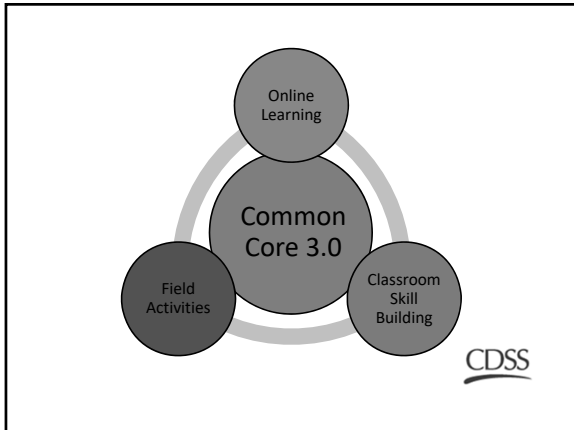 Online
Learning
Common
Core 3.0
Field
Activities
Classroom
Skill
Building
CDSS